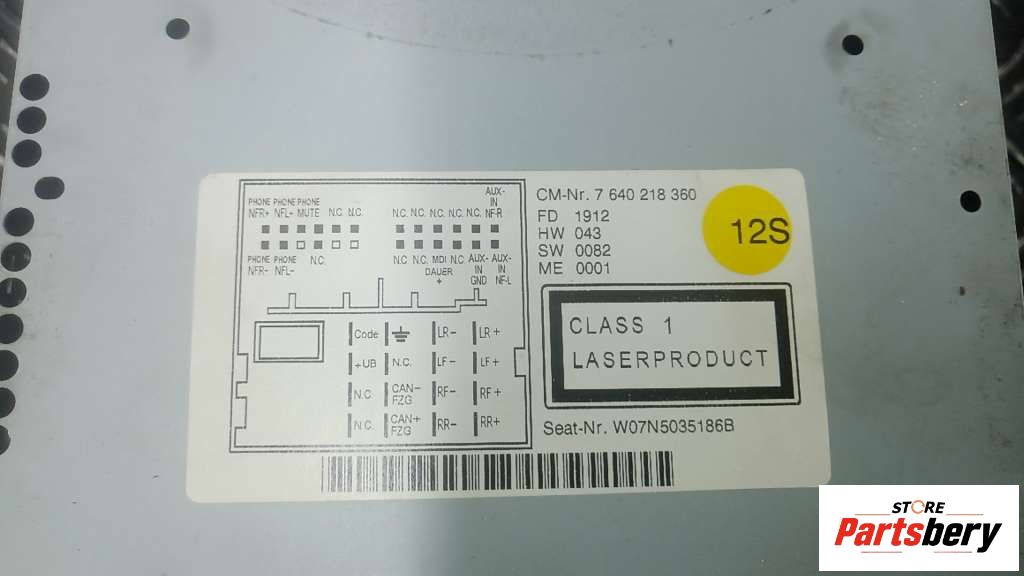 PHONE PHONE PHONE
NFR+ NFL+ MUTE N.C. N.C.
AUX-
IN
N.C. N.C. N.C. N.C. N.C. NF-R
PHONE PHONE N.C.
NFR- NFL-
N.C. N.C. MDI N.C. AUX- AUX-
DAUER IN IN
+ GND NF-L
Code LR- LR+
+UB N.C. LF- LF+
N.C. CAN- FZG RF- RF+
N.C. CAN+ FZG RR- RR+
CM-Nr. 7 640 218 360
FD 1912
HW 043
SW 0082
ME 0001
12S
CLASS 1
LASERPRODUCT
Seat-Nr. W07N5035186B
STORE
Partsbery